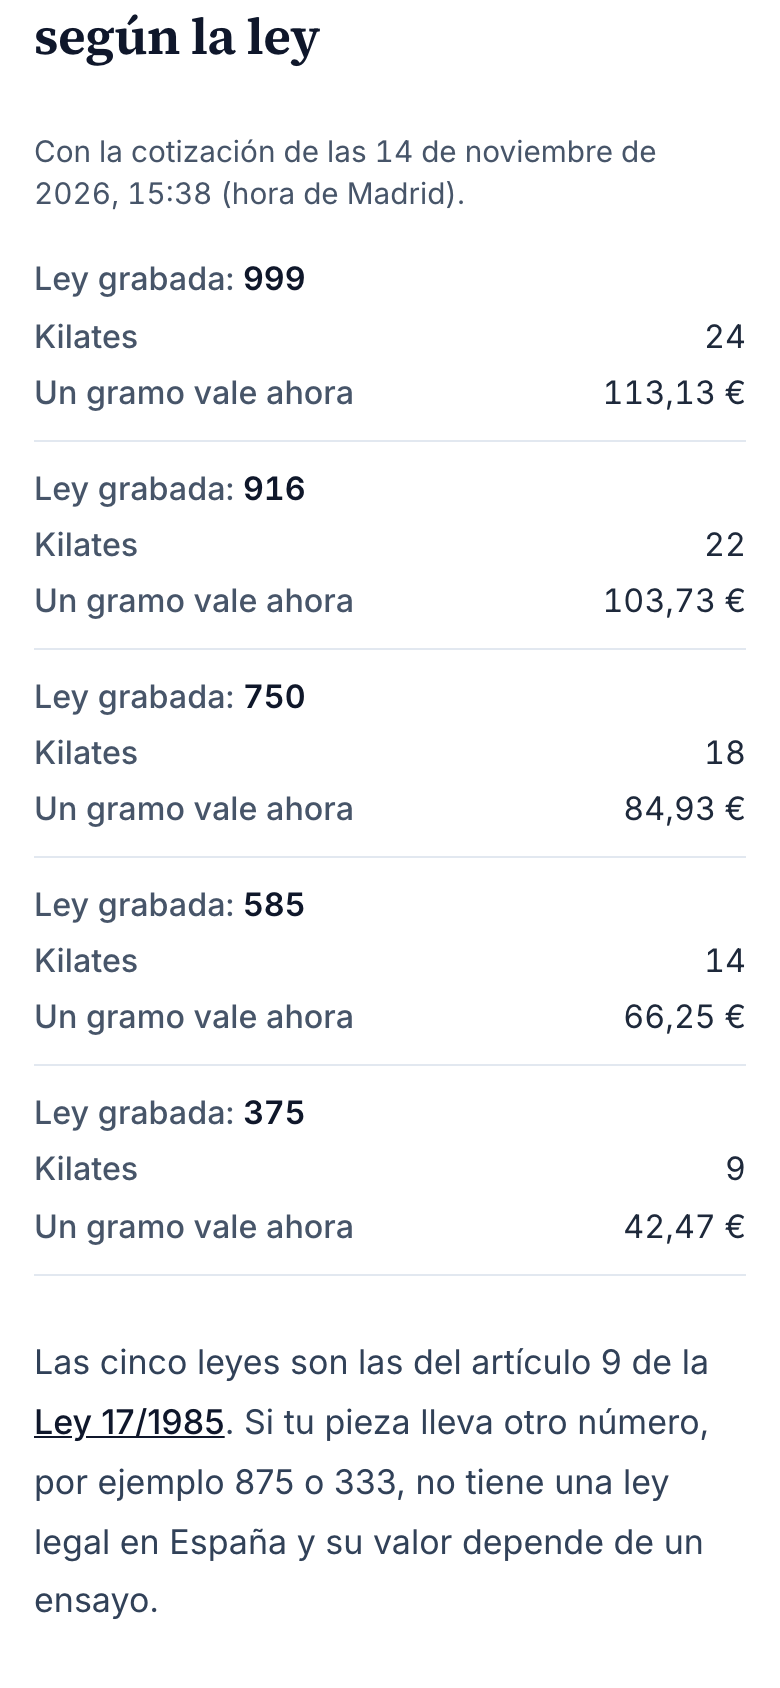 según la ley
Con la cotización de las 14 de noviembre de
2026, 15:38 (hora de Madrid).
Ley grabada: 999
Kilates 24
Un gramo vale ahora 113,13 €
Ley grabada: 916
Kilates 22
Un gramo vale ahora 103,73 €
Ley grabada: 750
Kilates 18
Un gramo vale ahora 84,93 €
Ley grabada: 585
Kilates 14
Un gramo vale ahora 66,25 €
Ley grabada: 375
Kilates 9
Un gramo vale ahora 42,47 €
Las cinco leyes son las del artículo 9 de la
Ley 17/1985. Si tu pieza lleva otro número,
por ejemplo 875 o 333, no tiene una ley
legal en España y su valor depende de un
ensayo.